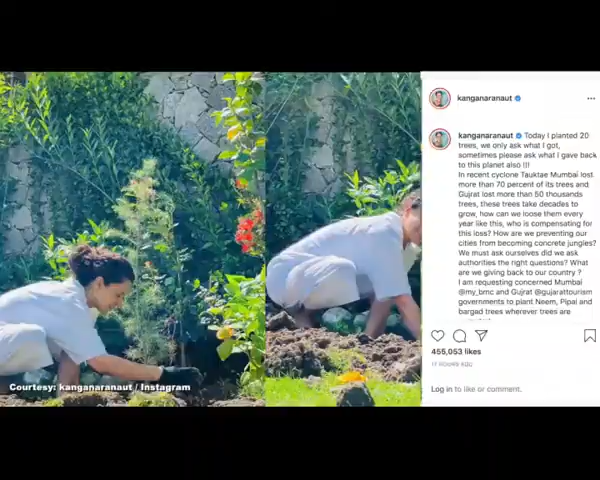 kanganaranaut
kanganaranaut Today I planted 20
trees, we only ask what I got,
sometimes please ask what I gave back
to this planet also !!!
In recent cyclone Tauktae Mumbai lost
more than 70 percent of its trees and
Gujrat lost more than 50 thousands
trees, these trees take decades to
grow, how can we loose them every
year like this, who is compensating for
this loss? How are we preventing our
cities from becoming concrete jungles?
We must ask ourselves did we ask
authorities the right questions? What
are we giving back to our country ?
I am requesting concerned Mumbai
@my_bmc and Gujrat @gujarattourism
governments to plant Neem, Pipal and
bargad trees wherever trees are
455,053 likes
17 HOURS AGO
Log in to like or comment.
Courtesy: kanganaranaut / Instagram